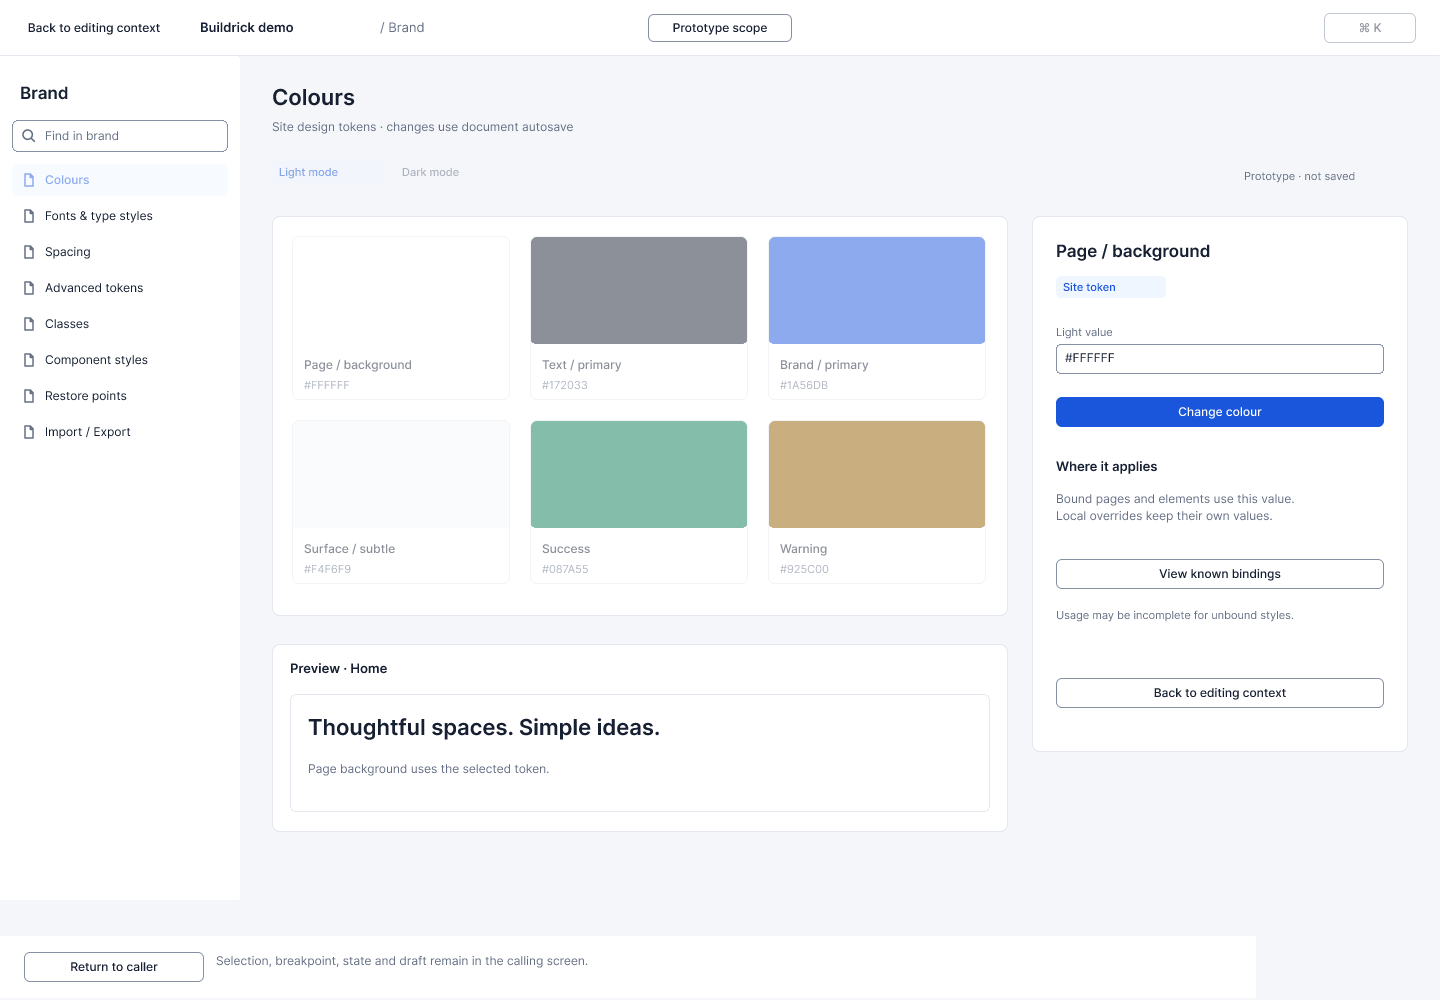 Back to editing context
Buildrick demo
/ Brand
Prototype scope
⌘ K
Brand
Find in brand
Colours
Fonts & type styles
Spacing
Advanced tokens
Classes
Component styles
Restore points
Import / Export
Colours
Site design tokens · changes use document autosave
Light mode
Dark mode
Prototype · not saved
Page / background
#FFFFFF
Text / primary
#172033
Brand / primary
#1A56DB
Surface / subtle
#F4F6F9
Success
#087A55
Warning
#925C00
Preview · Home
Thoughtful spaces. Simple ideas.
Page background uses the selected token.
Page / background
Site token
Light value
#FFFFFF
Change colour
Where it applies
Bound pages and elements use this value.
Local overrides keep their own values.
View known bindings
Usage may be incomplete for unbound styles.
Back to editing context
Return to caller
Selection, breakpoint, state and draft remain in the calling screen.